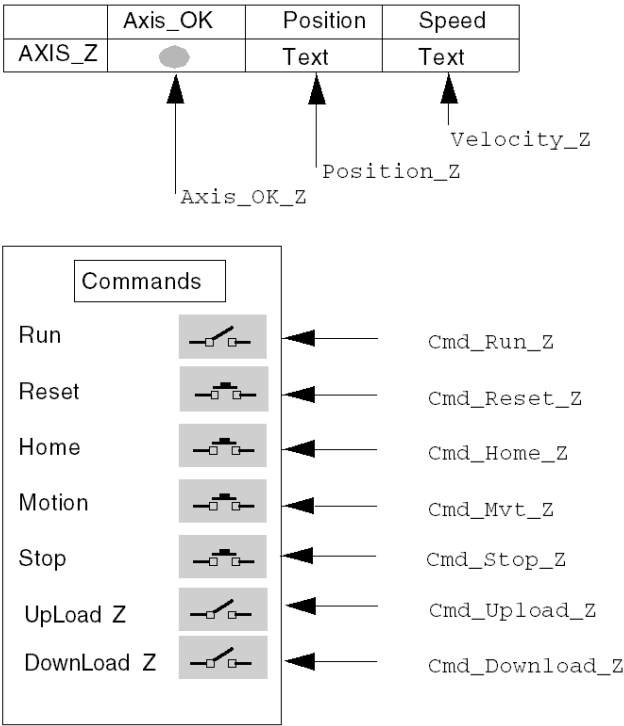 Axis_OK Position Speed
AXIS_Z Text Text
Velocity_Z
Position_Z
Axis_OK_Z
Commands
Run Cmd_Run_Z
Reset Cmd_Reset_Z
Home Cmd_Home_Z
Motion Cmd_Mvt_Z
Stop Cmd_Stop_Z
UpLoad Z Cmd_Upload_Z
DownLoad Z Cmd_Download_Z